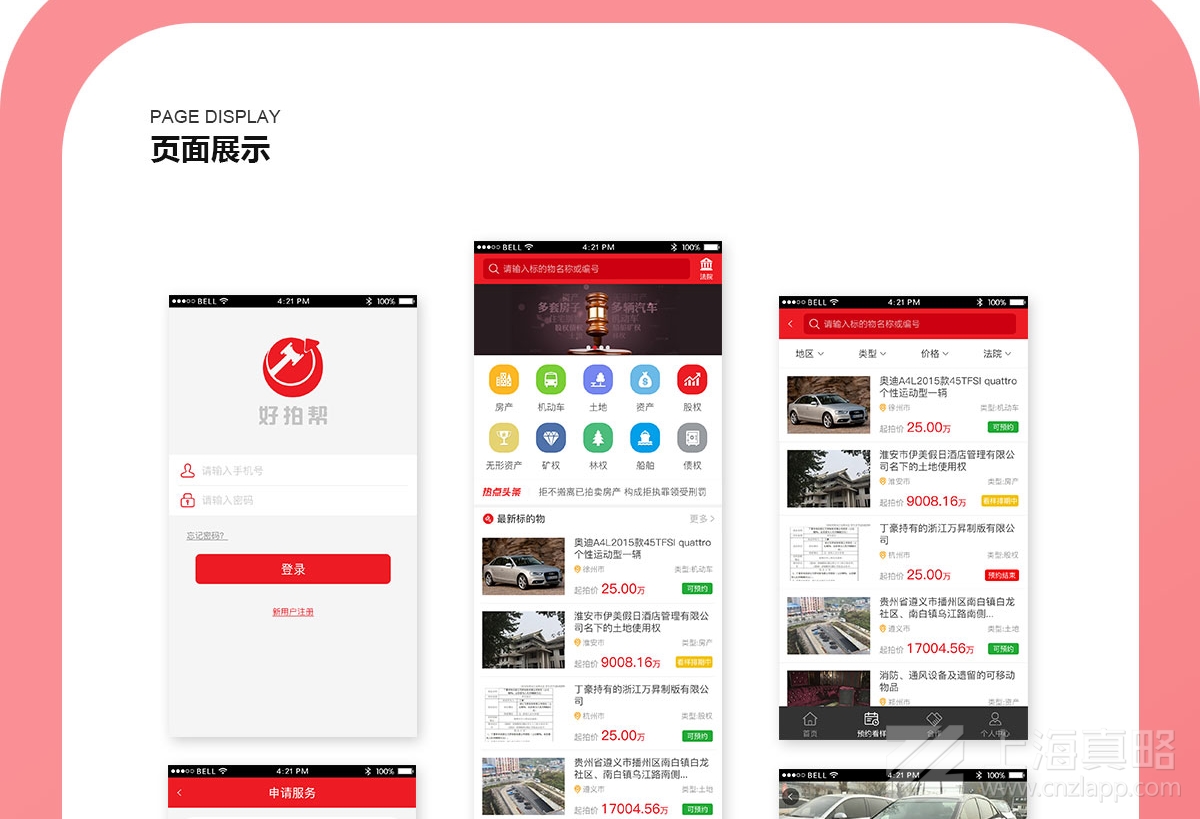 PAGE DISPLAY
页面展示
BELL 4:21 PM 100%
好拍帮
请输入手机号
请输入密码
忘记密码?
登录
新用户注册
BELL 4:21 PM 100%
申请服务
BELL 4:21 PM 100%
请输入标的物名称或编号
法院
多套房子 多辆汽车
房产 机动车 土地 资产 股权
无形资产 矿权 林权 船舶 债权
热点头条 拒不搬离已拍卖房产 构成拒执罪领受刑罚
最新标的物 更多
奥迪A4L2015款45TFSI quattro
个性运动型一辆
徐州市 类型:机动车
起拍价 25.00万 可预约
淮安市伊美假日酒店管理有限公
司名下的土地使用权
淮安市 类型:房产
起拍价 9008.16万 看样排期中
丁豪持有的浙江万昇制版有限公
司
杭州市 类型:股权
起拍价 25.00万 可预约
贵州省遵义市播州区南白镇白龙
社区、南白镇乌江路南侧...
遵义市 类型:土地
起拍价 17004.56万 可预约
BELL 4:21 PM 100%
请输入标的物名称或编号
地区 类型 价格 法院
奥迪A4L2015款45TFSI quattro
个性运动型一辆
徐州市 类型:机动车
起拍价 25.00万 可预约
淮安市伊美假日酒店管理有限公
司名下的土地使用权
淮安市 类型:房产
起拍价 9008.16万 看样排期中
丁豪持有的浙江万昇制版有限公
司
杭州市 类型:股权
起拍价 25.00万 预约结束
贵州省遵义市播州区南白镇白龙
社区、南白镇乌江路南侧...
遵义市 类型:土地
起拍价 17004.56万 可预约
消防、通风设备及遗留的可移动
物品
类型:资产
首页 预约看样 合作 个人中心
BELL 4:21 PM 100%
上海真略
www.cnzlapp.com